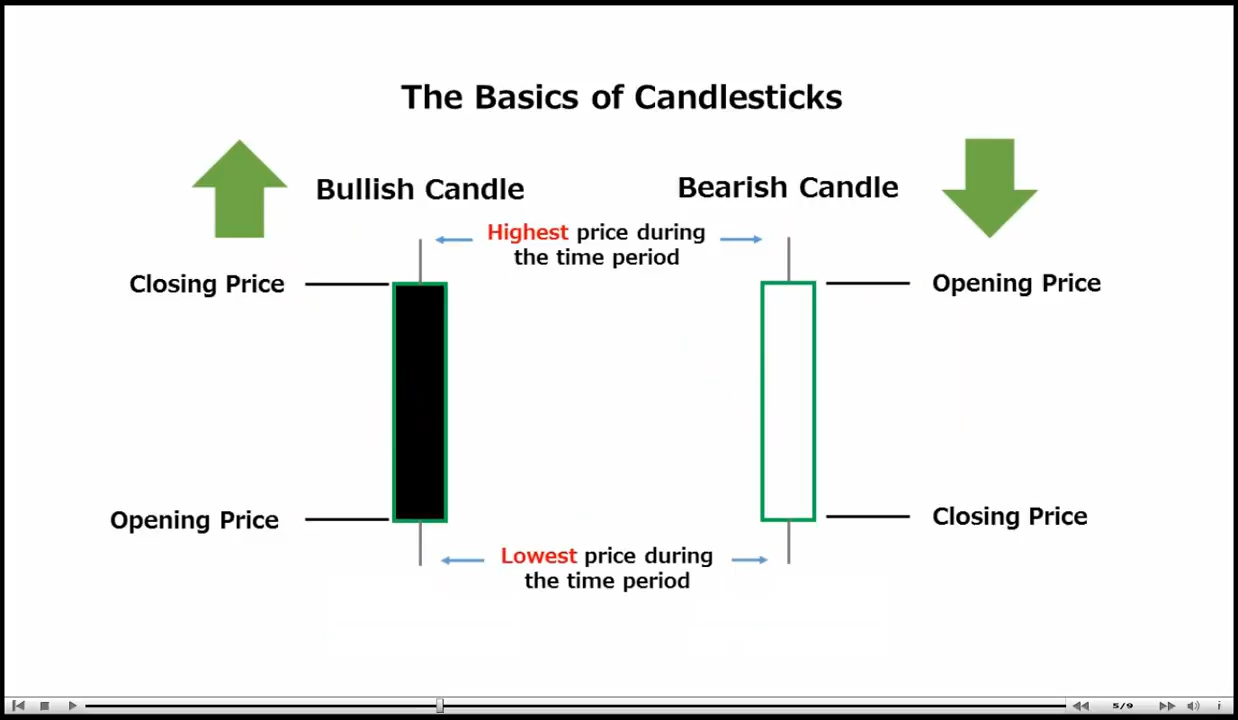 The Basics of Candlesticks
Bullish Candle
Bearish Candle
Highest price during
the time period
Closing Price
Opening Price
Opening Price
Closing Price
Lowest price during
the time period
5/9
i